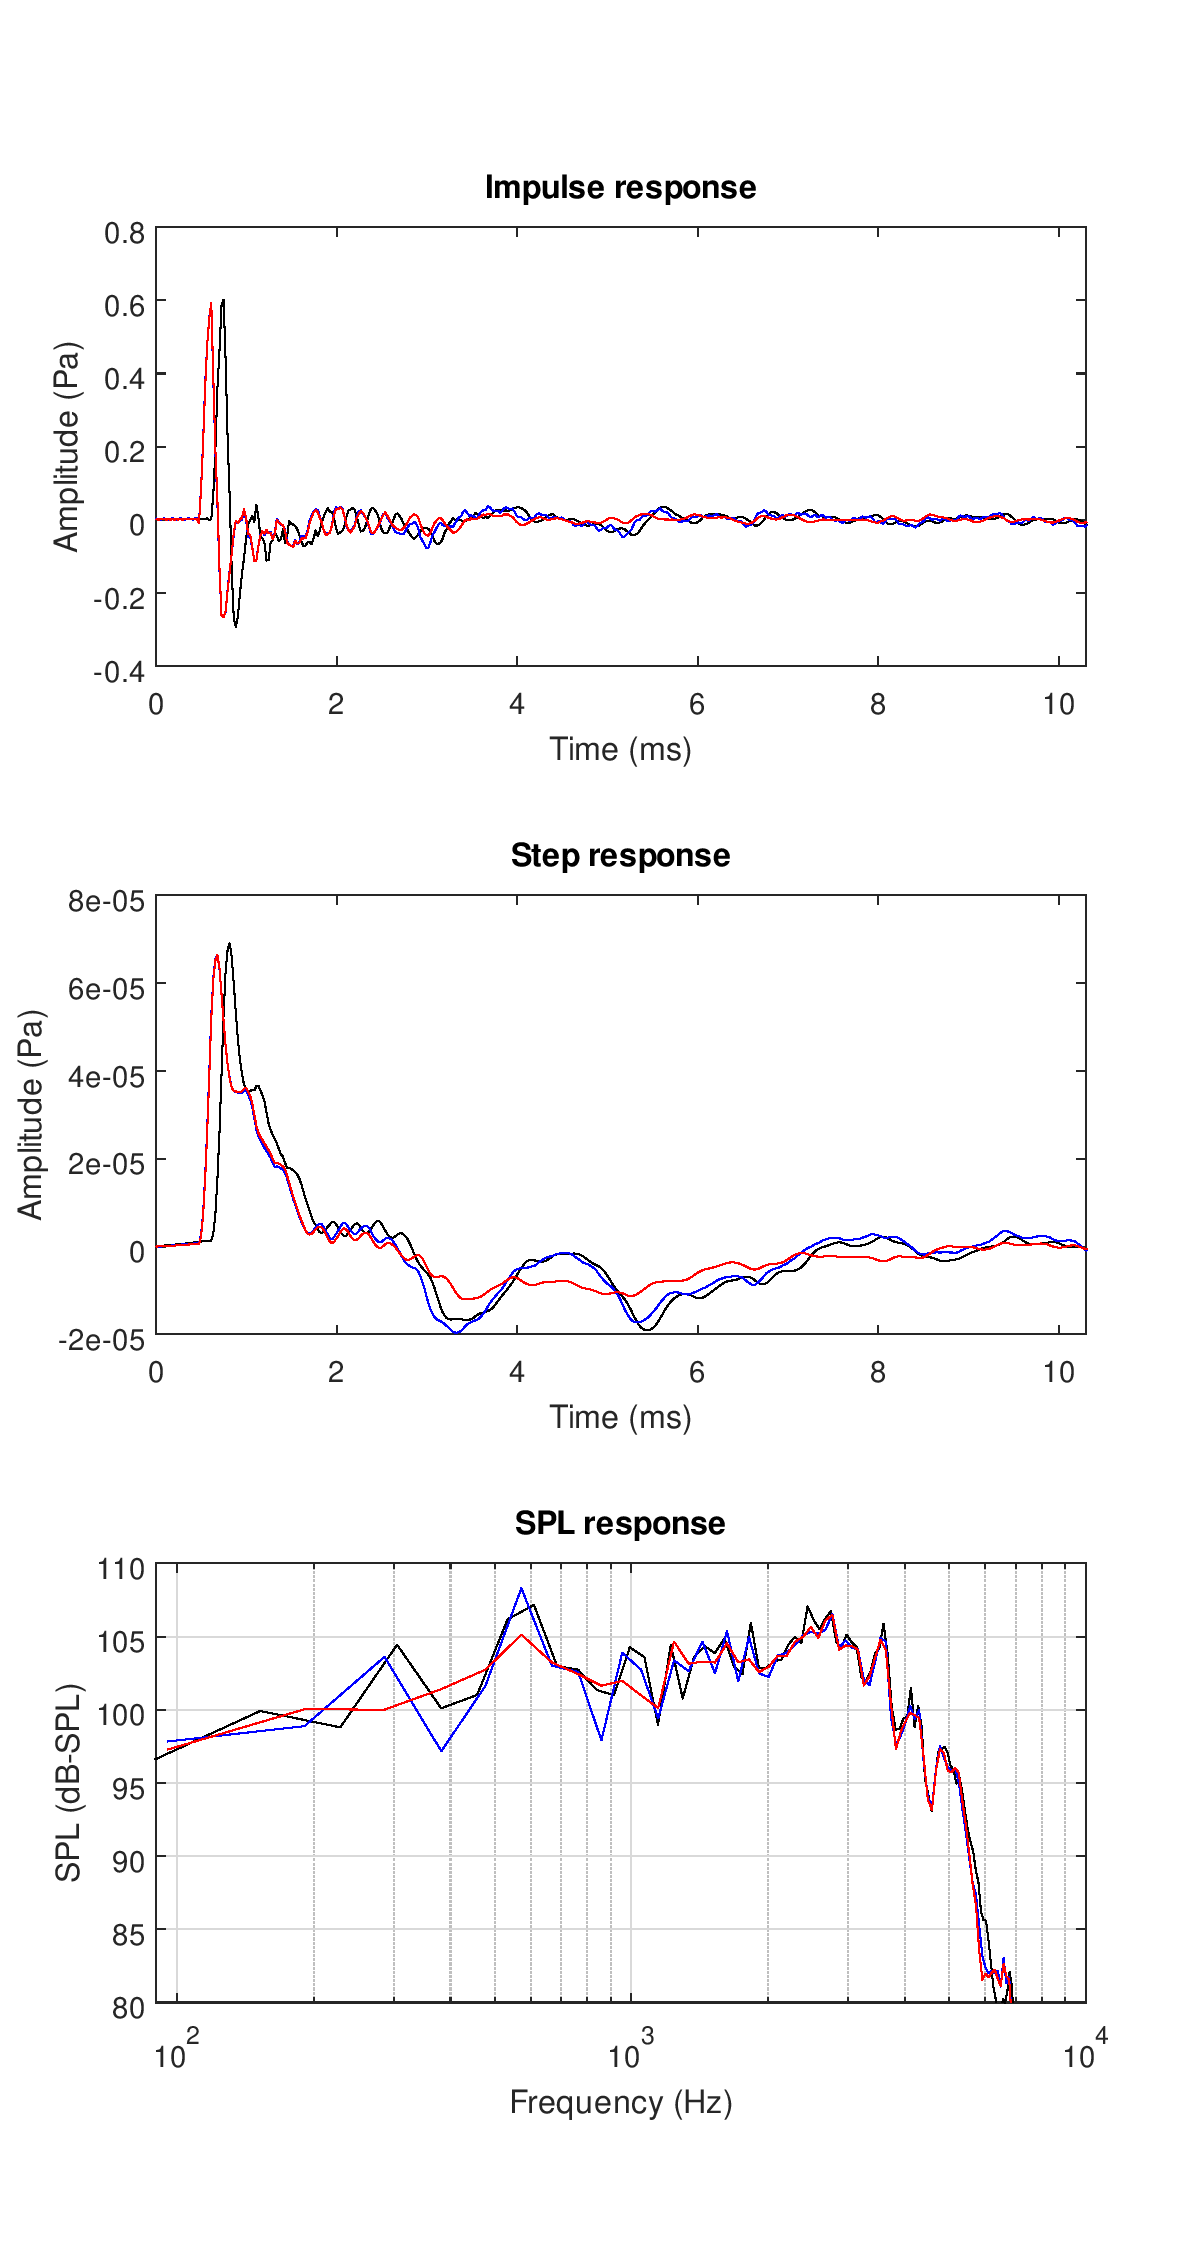 Impulse response
0.8
0.6
0.4
0.2
0
-0.2
-0.4
Amplitude (Pa)
0 2 4 6 8 10
Time (ms)
Step response
8e-05
6e-05
4e-05
2e-05
0
-2e-05
Amplitude (Pa)
0 2 4 6 8 10
Time (ms)
SPL response
110
105
100
95
90
85
80
SPL (dB-SPL)
10^2 10^3 10^4
Frequency (Hz)